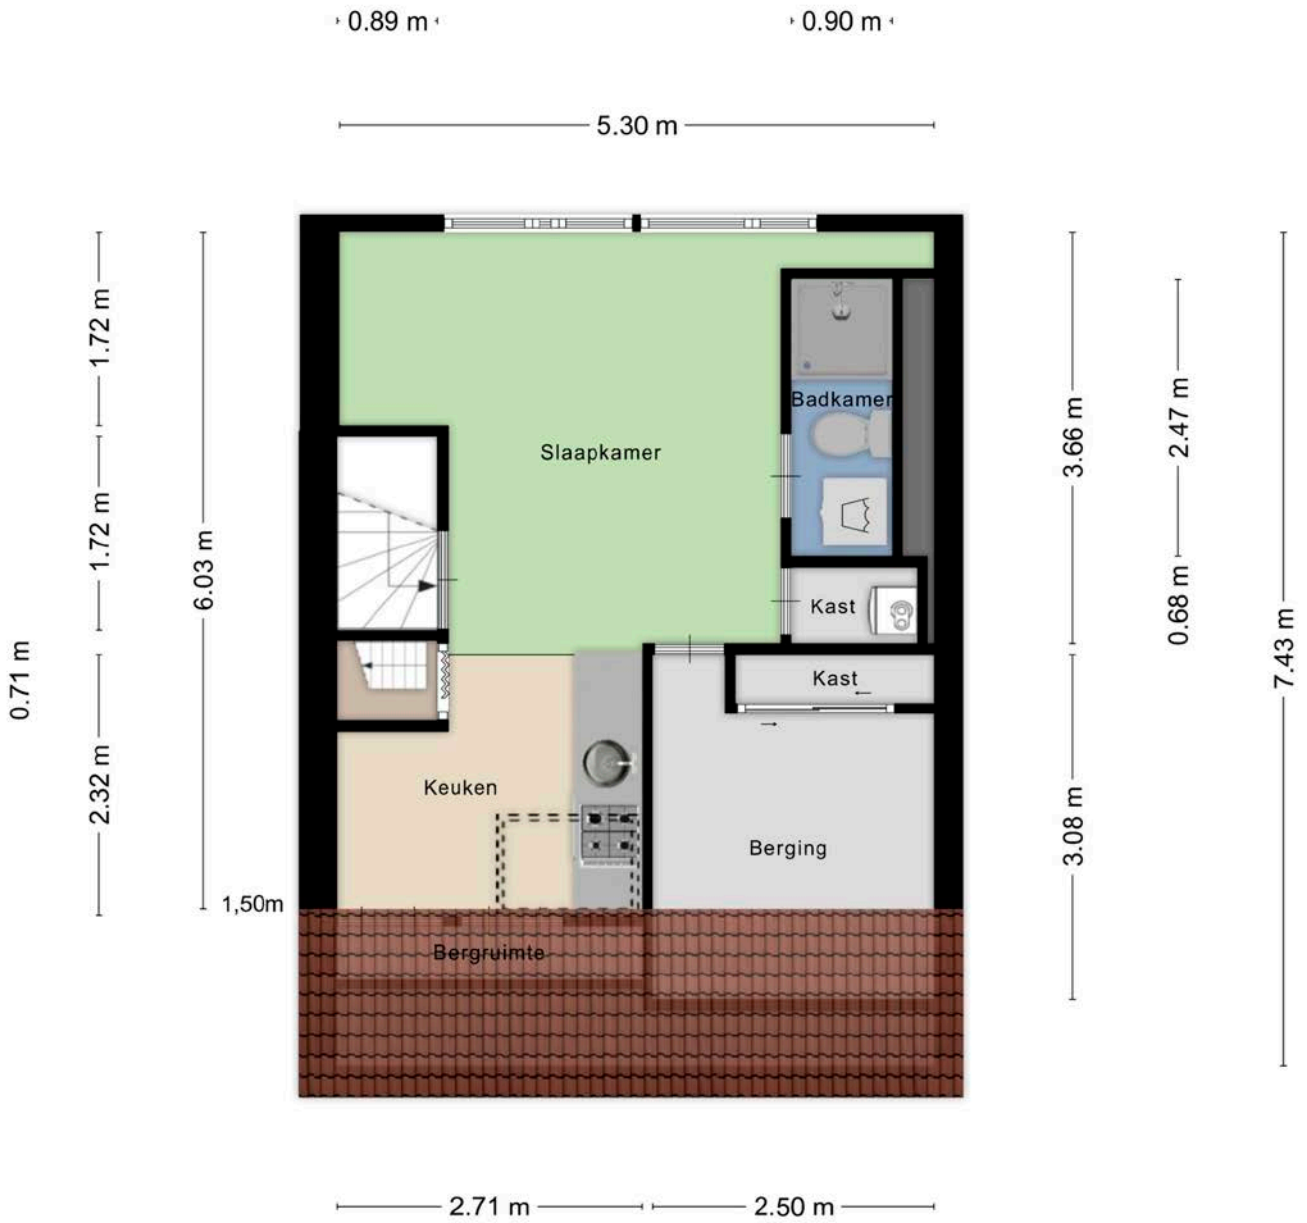 0.89 m
0.90 m
5.30 m
1.72 m
6.03 m
3.66 m
2.47 m
Badkamer
Slaapkamer
1.72 m
0.68 m
Kast
7.43 m
0.71 m
Kast
2.32 m
Keuken
3.08 m
Berging
1,50m
Bergruimte
2.71 m
2.50 m